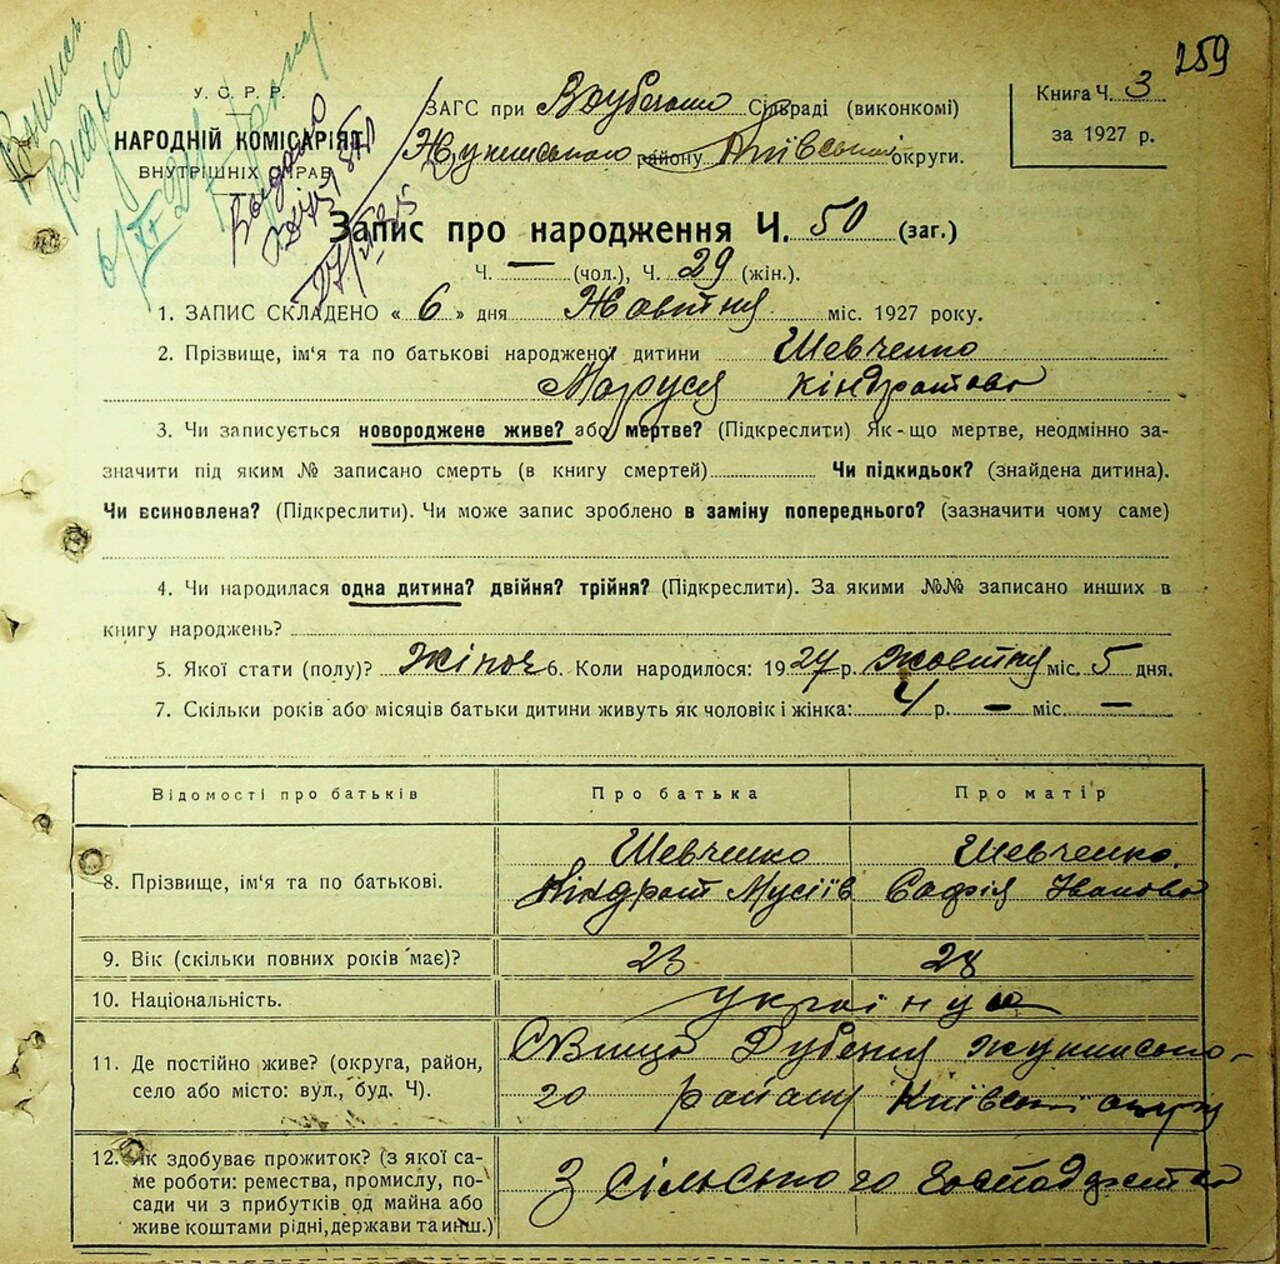 259
Випись
Видано
У. С. Р. Р.
НАРОДНІЙ КОМІСАРІЯТ
ВНУТРІШНІХ СПРАВ
ЗАГС при Сільраді (виконкомі)
району Київської округи.
Книга Ч. 3
за 1927 р.
Запис про народження Ч. 50 (заг.)
Ч. — (чол.), Ч. 29 (жін.).
1. ЗАПИС СКЛАДЕНО « 6 » дня Жовтня міс. 1927 року.
2. Прізвище, ім'я та по батькові народженої дитини Шевченко
Маруся Кіндратова
3. Чи записується новороджене живе? або мертве? (Підкреслити) Як-що мертве, неодмінно за-
значити під яким № записано смерть (в книгу смертей) Чи підкидьок? (знайдена дитина).
Чи всиновлена? (Підкреслити). Чи може запис зроблено в заміну попереднього? (зазначити чому саме)
4. Чи народилася одна дитина? двійня? трійня? (Підкреслити). За якими №№ записано инших в
книгу народжень?
5. Якої стати (полу)? Жіноч 6. Коли народилося: 1927 р. жовтня міс. 5 дня.
7. Скільки років або місяців батьки дитини живуть як чоловік і жінка: 4 р. — міс. —
Відомості про батьків Про батька Про матір
8. Прізвище, ім'я та по батькові. Шевченко Кіндрат Мусіїв Шевченко Софія Іванова
9. Вік (скільки повних років має)? 23 28
10. Національність. українці
11. Де постійно живе? (округа, район, село або місто: вул., буд. Ч). Дубечня
го району Київської округи
12. Як здобуває прожиток? (з якої са-
ме роботи: ремества, промислу, по-
сади чи з прибутків од майна або
живе коштами рідні, держави та инш.) З сільського господарства